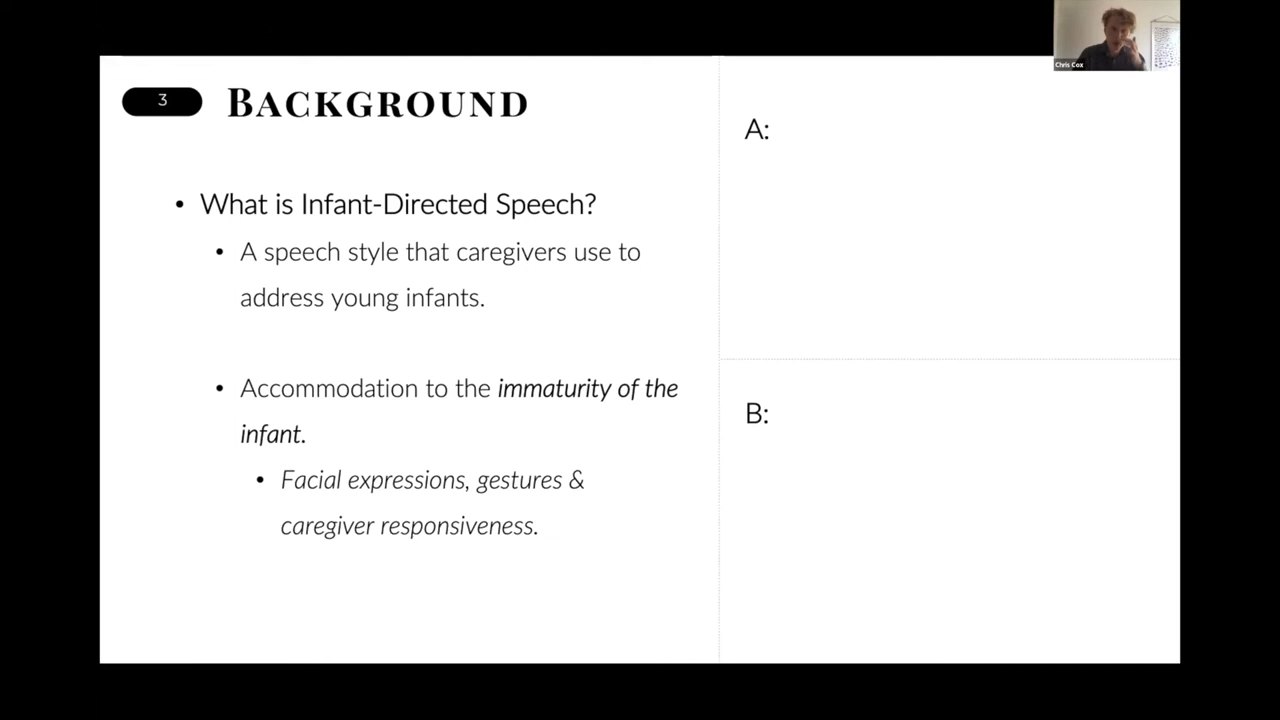 Chris Cox
3
BACKGROUND
• What is Infant-Directed Speech?
• A speech style that caregivers use to
address young infants.
• Accommodation to the immaturity of the
infant.
• Facial expressions, gestures &
caregiver responsiveness.
A:
B: